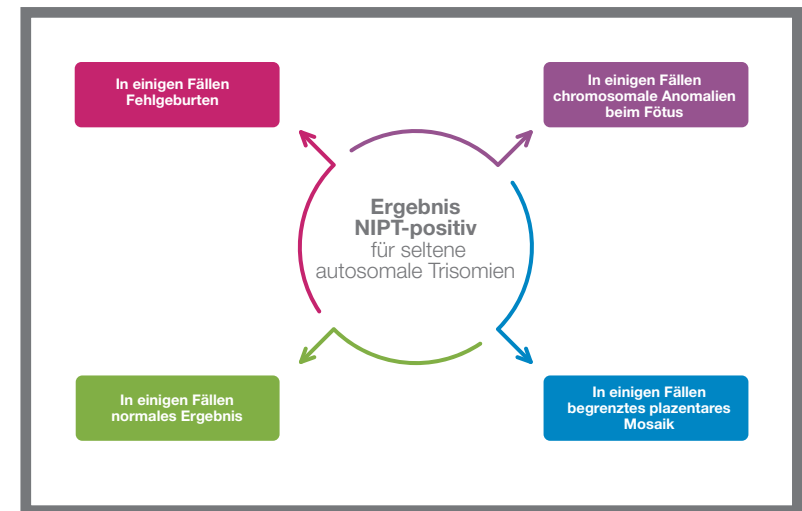 In einigen Fällen
Fehlgeburten
In einigen Fällen
chromosomale Anomalien
beim Fötus
Ergebnis
NIPT-positiv
für seltene
autosomale Trisomien
In einigen Fällen
normales Ergebnis
In einigen Fällen
begrenztes plazentares
Mosaik